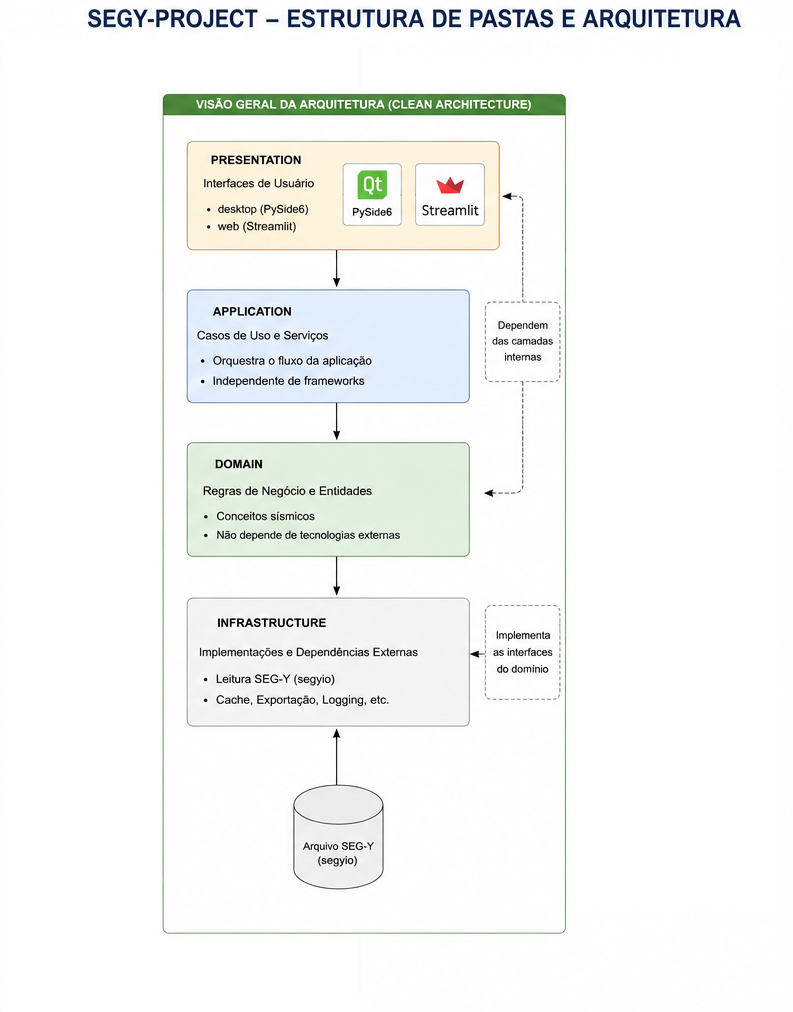 SEGY-PROJECT – ESTRUTURA DE PASTAS E ARQUITETURA
VISÃO GERAL DA ARQUITETURA (CLEAN ARCHITECTURE)
PRESENTATION
Interfaces de Usuário
• desktop (PySide6)
• web (Streamlit)
Qt
PySide6
Streamlit
APPLICATION
Casos de Uso e Serviços
• Orquestra o fluxo da aplicação
• Independente de frameworks
Dependem
das camadas
internas
DOMAIN
Regras de Negócio e Entidades
• Conceitos sísmicos
• Não depende de tecnologias externas
INFRASTRUCTURE
Implementações e Dependências Externas
• Leitura SEG-Y (segyio)
• Cache, Exportação, Logging, etc.
Implementa
as interfaces
do domínio
Arquivo SEG-Y
(segyio)